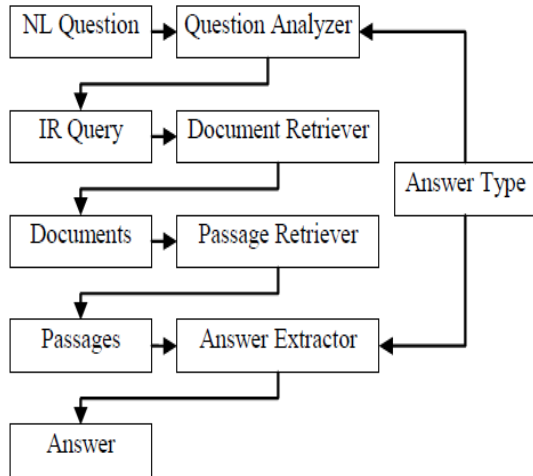 NL Question
Question Analyzer
IR Query
Document Retriever
Answer Type
Documents
Passage Retriever
Passages
Answer Extractor
Answer